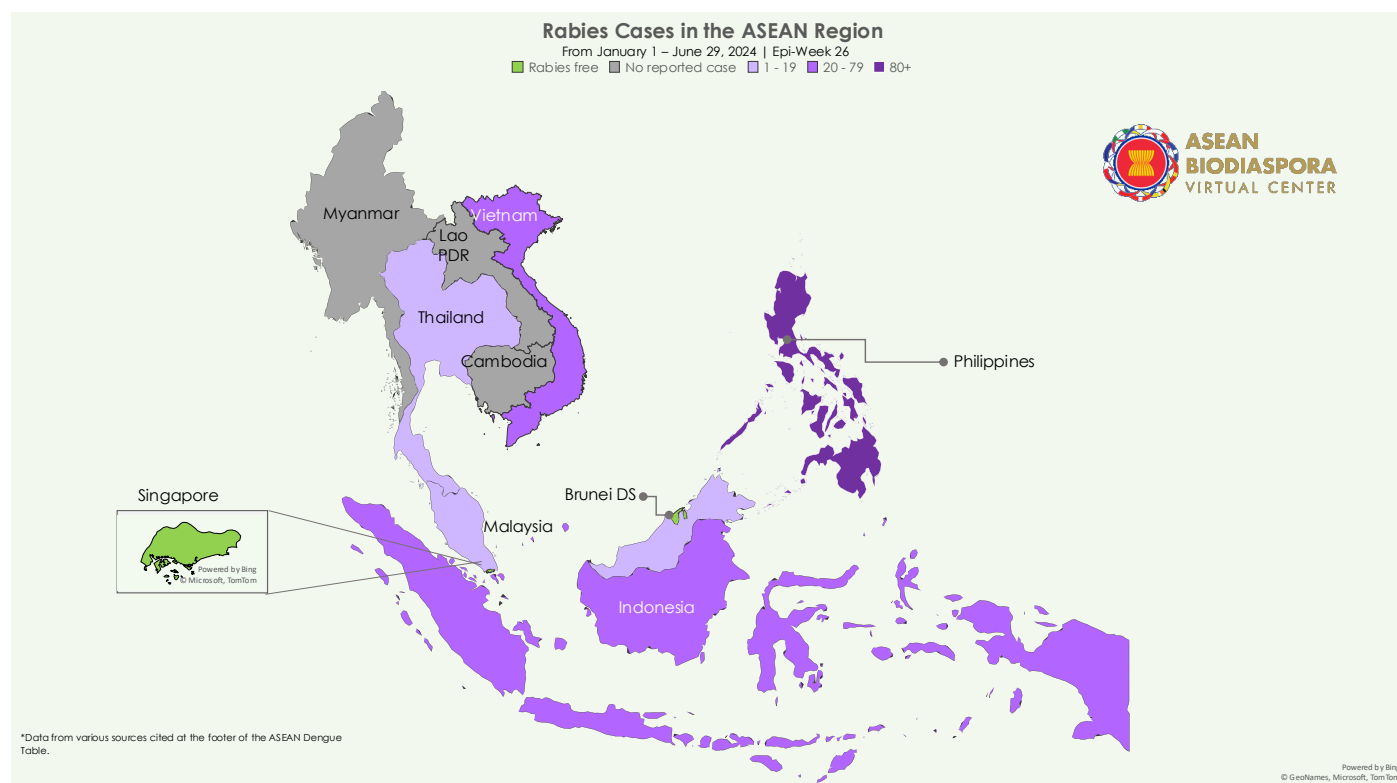 Rabies Cases in the ASEAN Region
From January 1 – June 29, 2024 | Epi-Week 26
Rabies free No reported case 1 - 19 20 - 79 80+
ASEAN
BIODIASPORA
VIRTUAL CENTER
Myanmar
Vietnam
Lao
PDR
Thailand
Cambodia
Philippines
Singapore
Brunei DS
Malaysia
Powered by Bing
© Microsoft, TomTom
Indonesia
*Data from various sources cited at the footer of the ASEAN Dengue
Table.
Powered by Bing
© GeoNames, Microsoft, TomTom